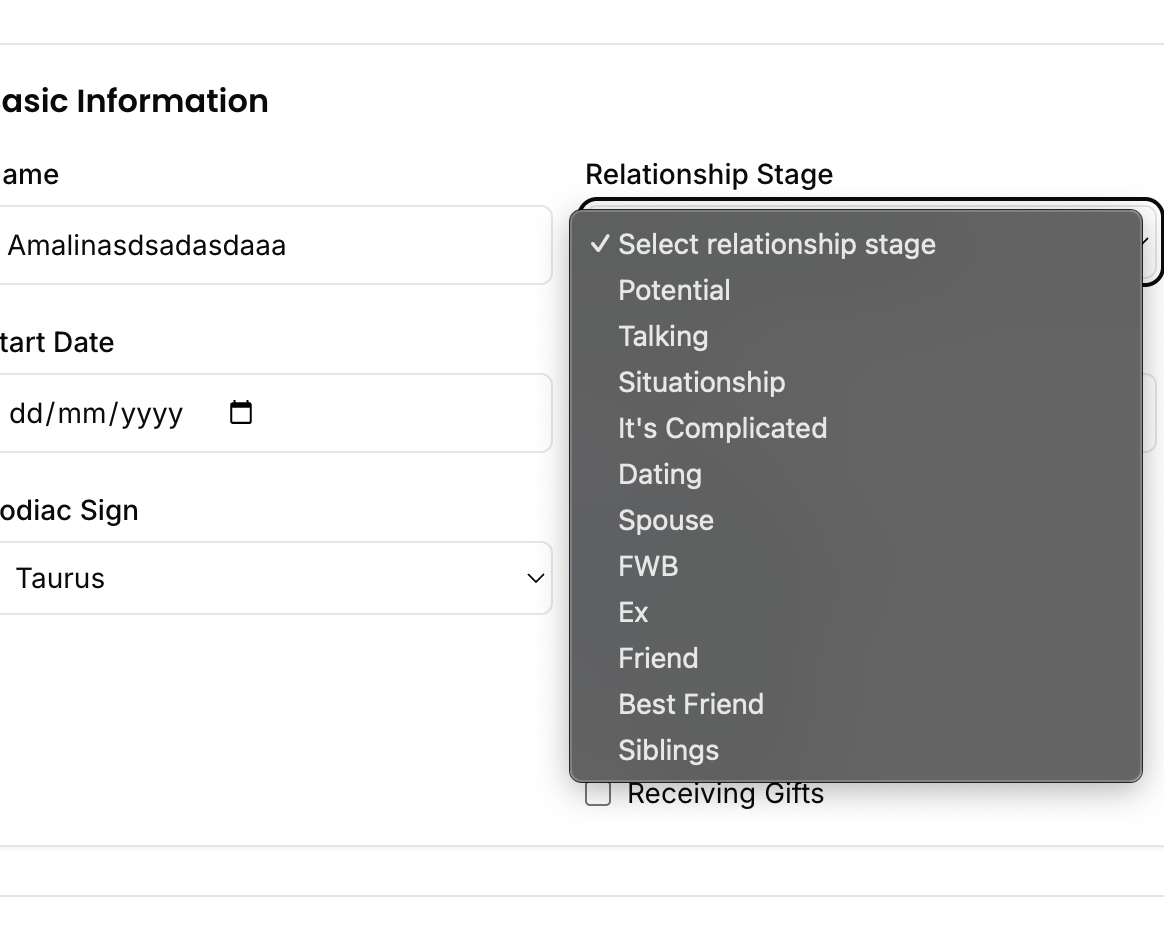 asic Information
ame
Amalinasdsadasdaaa
Relationship Stage
✓ Select relationship stage
Potential
Talking
Situationship
It's Complicated
Dating
Spouse
FWB
Ex
Friend
Best Friend
Siblings
tart Date
dd/mm/yyyy
odiac Sign
Taurus
Receiving Gifts